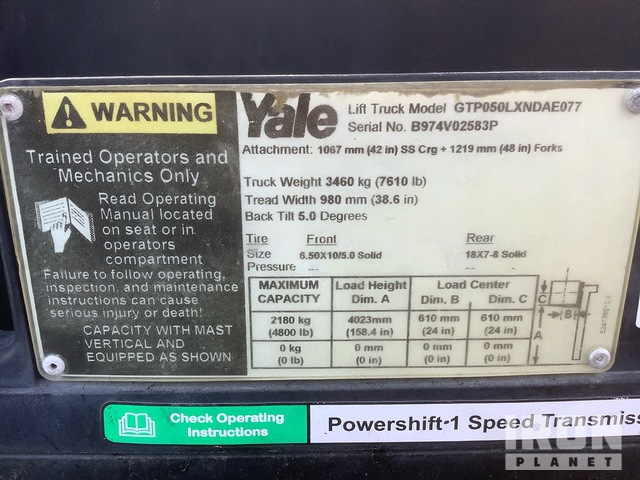 WARNING
Trained Operators and
Mechanics Only
Read Operating
Manual located
on seat or in
operators
compartment
Failure to follow operating,
inspection, and maintenance
instructions can cause
serious injury or death!
CAPACITY WITH MAST
VERTICAL AND
EQUIPPED AS SHOWN
Yale Lift Truck Model GTP050LXNDAE077
Serial No. B974V02583P
Attachment: 1067 mm (42 in) SS Crg + 1219 mm (48 in) Forks
Truck Weight 3460 kg (7610 lb)
Tread Width 980 mm (38.6 in)
Back Tilt 5.0 Degrees
Tire Front Rear
Size 6.50X10/5.0 Solid 18X7-8 Solid
Pressure -- --
MAXIMUM CAPACITY Load Height Dim. A Load Center Dim. B Dim. C
2180 kg 4023mm 610 mm 610 mm
(4800 lb) (158.4 in) (24 in) (24 in)
0 kg 0 mm 0 mm 0 mm
(0 lb) (0 in) (0 in) (0 in)
C
B
A
Check Operating
Instructions
Powershift-1 Speed Transmiss
IRON
PLANET